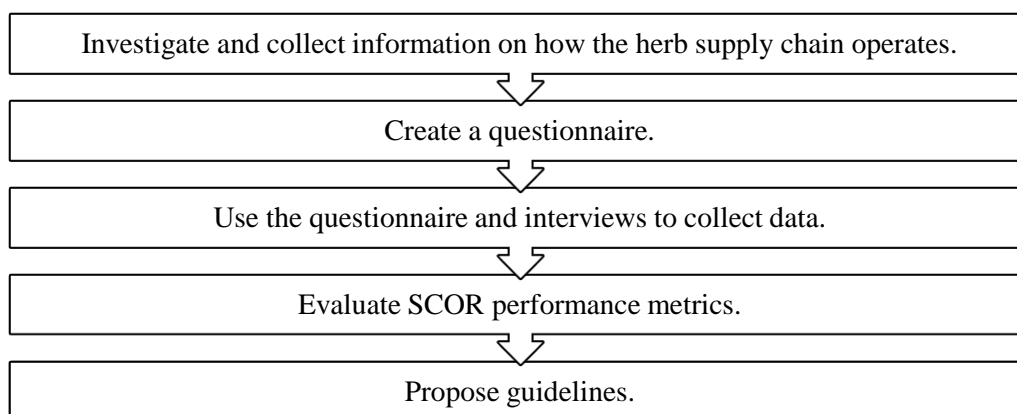 Investigate and collect information on how the herb supply chain operates.
Create a questionnaire.
Use the questionnaire and interviews to collect data.
Evaluate SCOR performance metrics.
Propose guidelines.